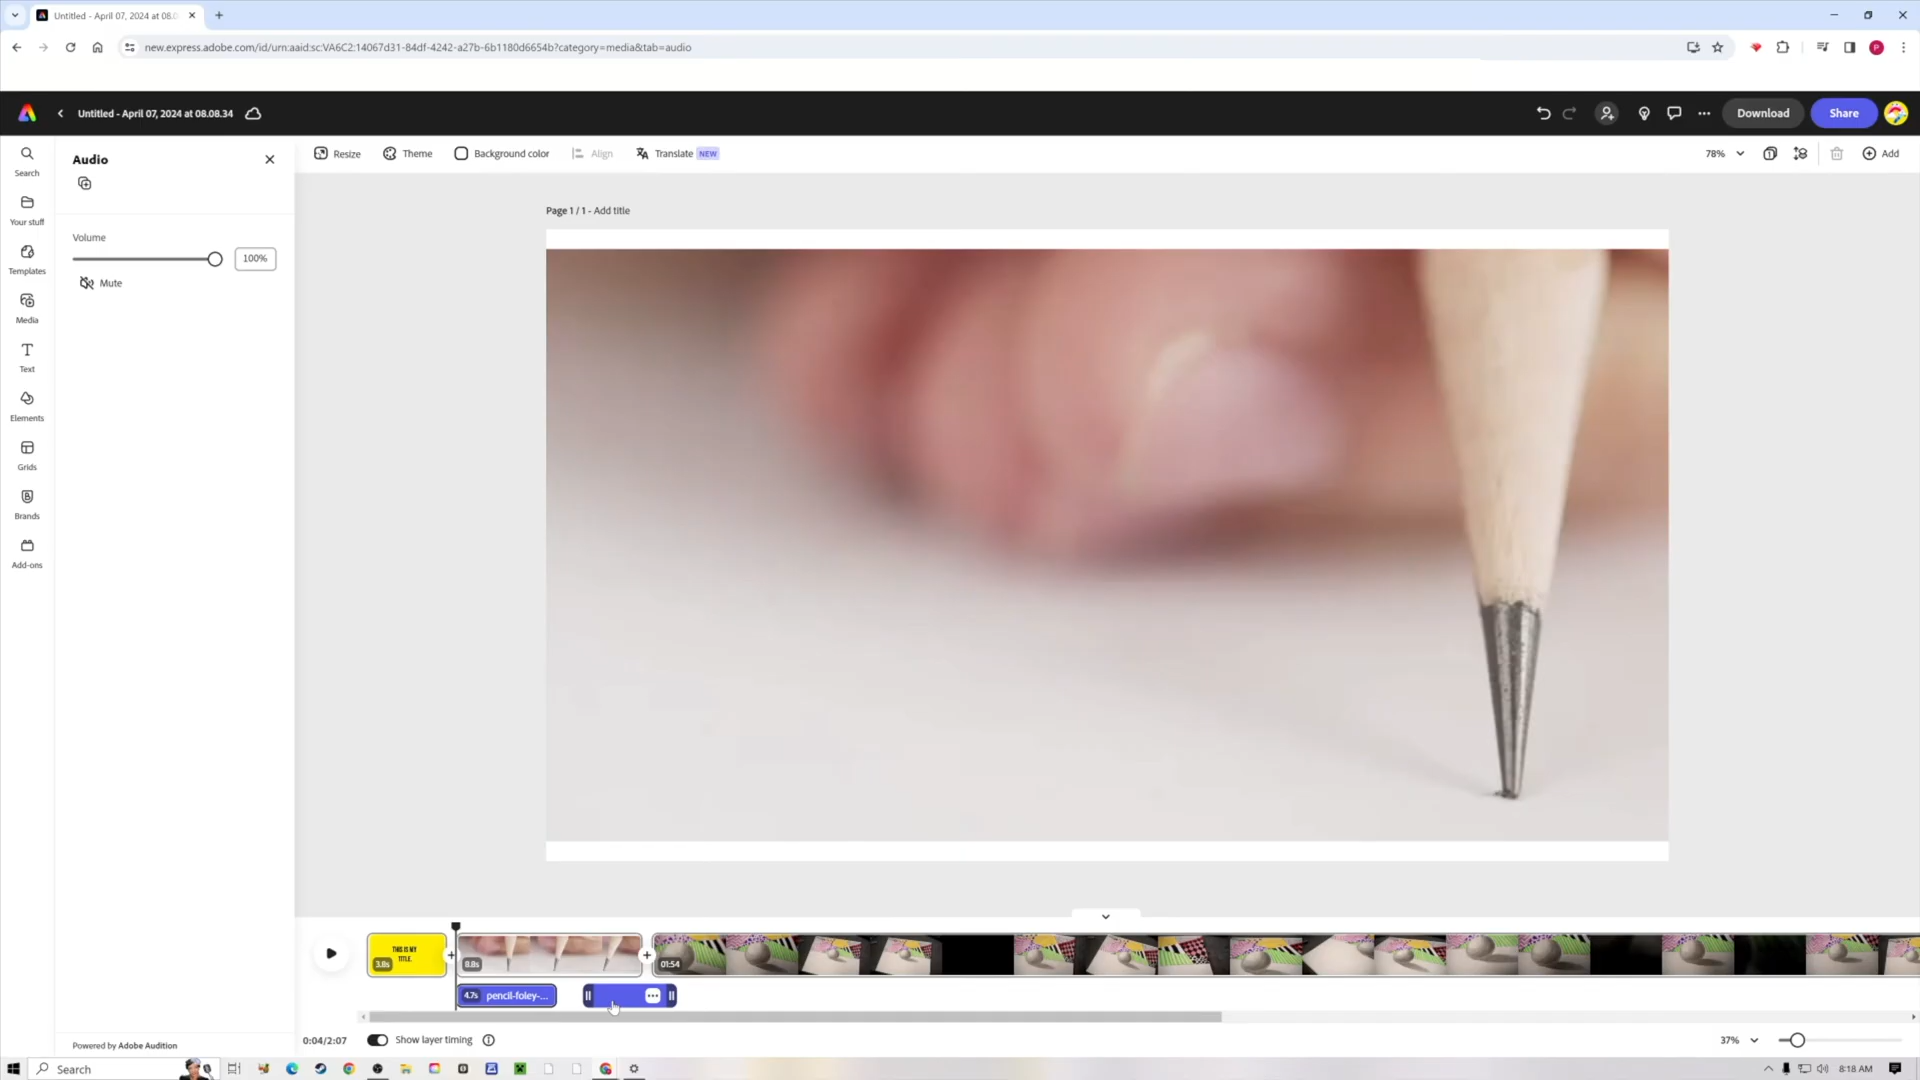 Untitled - April 07, 2024 at 08.0
new.express.adobe.com/id/urn:aaid:sc:VA6C2:14067d31-84df-4242-a27b-6b1180d6654b?category=media&tab=audio
P
Untitled - April 07, 2024 at 08.08.34
Download
Share
Search
Your stuff
Templates
Media
Text
Elements
Grids
Brands
Add-ons
Audio
Volume
100%
Mute
Powered by Adobe Audition
Resize
Theme
Background color
Align
Translate NEW
78%
Add
Page 1 / 1 - Add title
THIS IS MY
TITLE.
3.8s
8.8s
01:54
4.7s pencil-foley-...
0:04/2:07
Show layer timing
37%
Search
8:18 AM